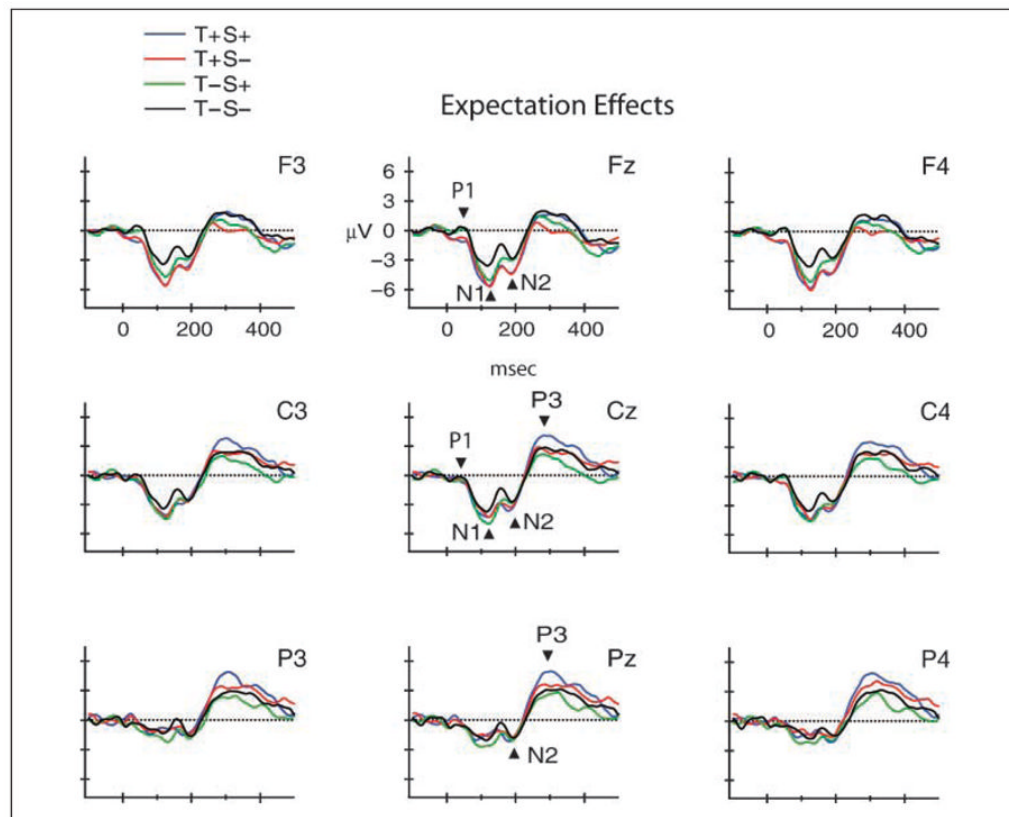 T+S+
T+S−
T−S+
T−S−
Expectation Effects
F3
Fz
F4
P1
μV
6
3
0
−3
−6
N1
N2
0 200 400
0 200 400
0 200 400
msec
C3
Cz
C4
P3
P1
N1
N2
P3
Pz
P4
P3
N2